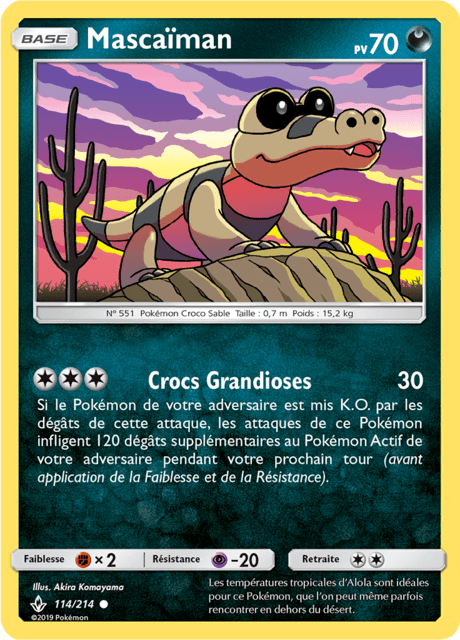 BASE Mascaïman PV70
N° 551 Pokémon Croco Sable Taille : 0,7 m Poids : 15,2 kg
Crocs Grandioses 30
Si le Pokémon de votre adversaire est mis K.O. par les
dégâts de cette attaque, les attaques de ce Pokémon
infligent 120 dégâts supplémentaires au Pokémon Actif de
votre adversaire pendant votre prochain tour (avant
application de la Faiblesse et de la Résistance).
Faiblesse ×2 Résistance -20 Retraite
Illus. Akira Komayama
114/214
©2019 Pokémon
Les températures tropicales d'Alola sont idéales
pour ce Pokémon, que l'on peut même parfois
rencontrer en dehors du désert.